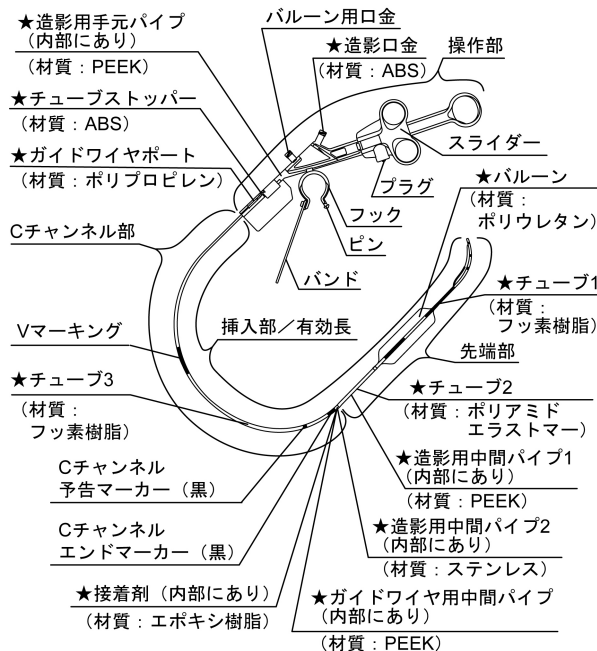 ★造影用手元パイプ
(内部にあり)
(材質：PEEK)
バルーン用口金
★造影口金
(材質：ABS)
操作部
★チューブストッパー
(材質：ABS)
スライダー
★ガイドワイヤポート
(材質：ポリプロピレン)
プラグ
★バルーン
(材質：
ポリウレタン)
フック
Cチャンネル部
ピン
バンド
★チューブ1
(材質：
フッ素樹脂)
Vマーキング
挿入部／有効長
先端部
★チューブ3
(材質：
フッ素樹脂)
★チューブ2
(材質：ポリアミド
エラストマー)
Cチャンネル
予告マーカー（黒）
★造影用中間パイプ1
(内部にあり)
(材質：PEEK)
Cチャンネル
エンドマーカー（黒）
★造影用中間パイプ2
(内部にあり)
(材質：ステンレス)
★接着剤（内部にあり）
(材質：エポキシ樹脂)
★ガイドワイヤ用中間パイプ
(内部にあり)
(材質：PEEK)